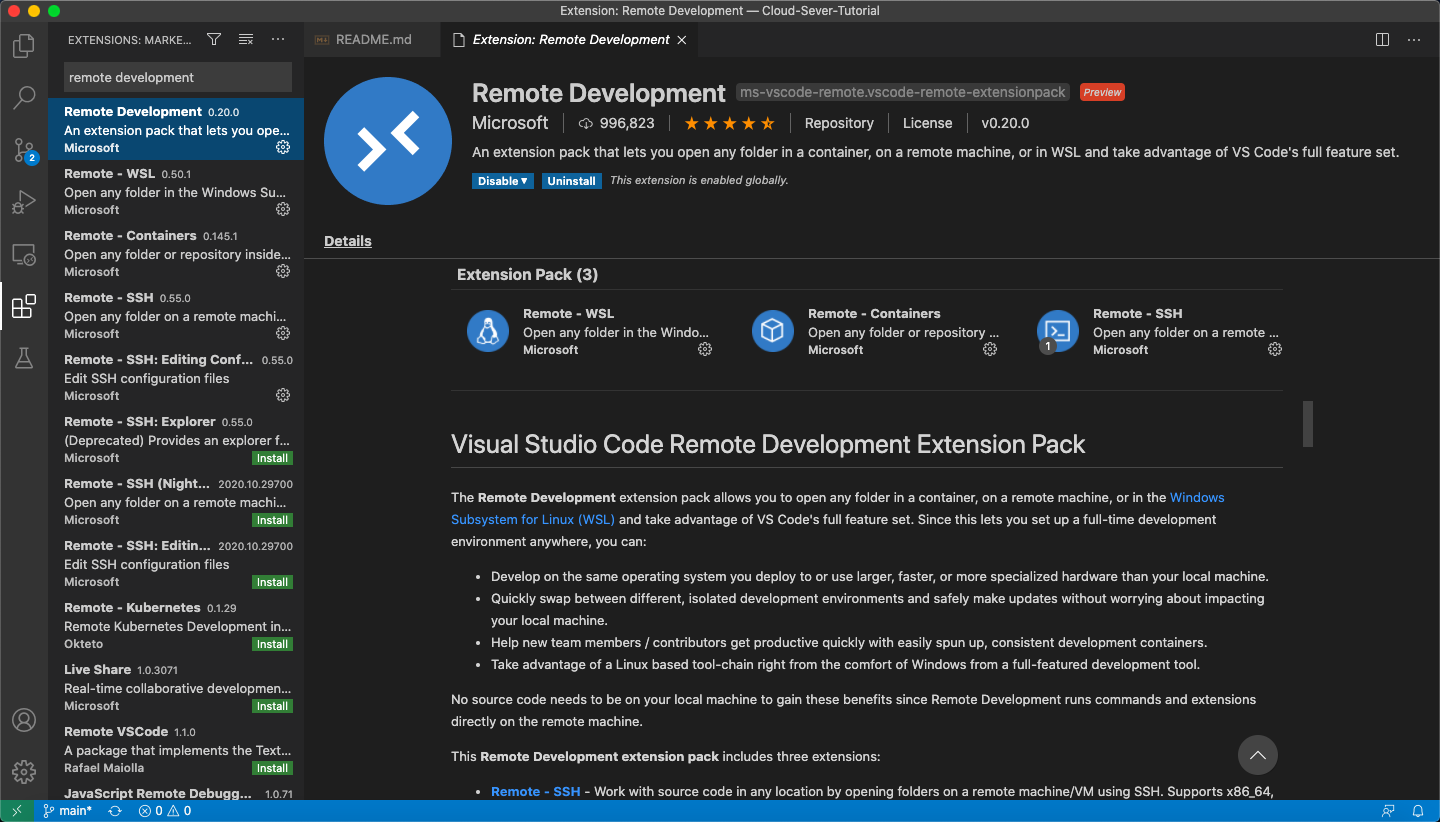 Extension: Remote Development — Cloud-Sever-Tutorial
EXTENSIONS: MARKE...
remote development
Remote Development 0.20.0
An extension pack that lets you ope...
Microsoft
Remote - WSL 0.50.1
Open any folder in the Windows Su...
Microsoft
Remote - Containers 0.145.1
Open any folder or repository inside...
Microsoft
Remote - SSH 0.55.0
Open any folder on a remote machi...
Microsoft
Remote - SSH: Editing Conf... 0.55.0
Edit SSH configuration files
Microsoft
Remote - SSH: Explorer 0.55.0
(Deprecated) Provides an explorer f...
Microsoft Install
Remote - SSH (Night... 2020.10.29700
Open any folder on a remote machi...
Microsoft Install
Remote - SSH: Editin... 2020.10.29700
Edit SSH configuration files
Microsoft Install
Remote - Kubernetes 0.1.29
Remote Kubernetes Development in...
Okteto Install
Live Share 1.0.3071
Real-time collaborative developmen...
Microsoft Install
Remote VSCode 1.1.0
A package that implements the Text...
Rafael Maiolla Install
JavaScript Remote Debugg... 1.0.71
2
README.md
Extension: Remote Development
Remote Development ms-vscode-remote.vscode-remote-extensionpack Preview
Microsoft 996,823 Repository License v0.20.0
An extension pack that lets you open any folder in a container, on a remote machine, or in WSL and take advantage of VS Code's full feature set.
Disable Uninstall This extension is enabled globally.
Details
Extension Pack (3)
Remote - WSL
Open any folder in the Windo...
Microsoft
Remote - Containers
Open any folder or repository ...
Microsoft
Remote - SSH
Open any folder on a remote ...
1
Microsoft
Visual Studio Code Remote Development Extension Pack
The Remote Development extension pack allows you to open any folder in a container, on a remote machine, or in the Windows
Subsystem for Linux (WSL) and take advantage of VS Code's full feature set. Since this lets you set up a full-time development
environment anywhere, you can:
• Develop on the same operating system you deploy to or use larger, faster, or more specialized hardware than your local machine.
• Quickly swap between different, isolated development environments and safely make updates without worrying about impacting
your local machine.
• Help new team members / contributors get productive quickly with easily spun up, consistent development containers.
• Take advantage of a Linux based tool-chain right from the comfort of Windows from a full-featured development tool.
No source code needs to be on your local machine to gain these benefits since Remote Development runs commands and extensions
directly on the remote machine.
This Remote Development extension pack includes three extensions:
• Remote - SSH - Work with source code in any location by opening folders on a remote machine/VM using SSH. Supports x86_64,
main* 0 0